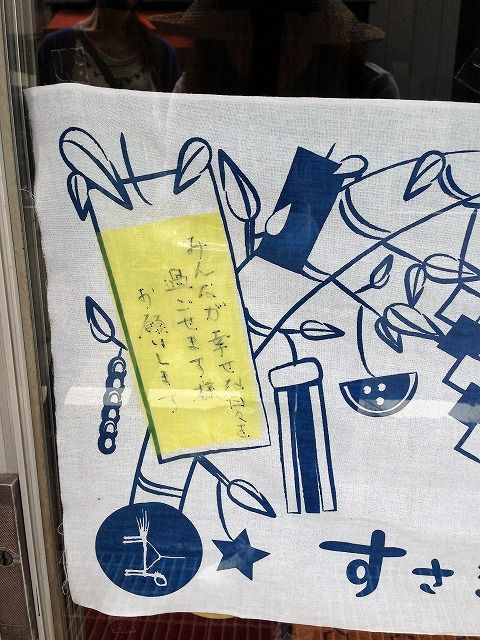 みんなが幸せな日々を
過ごせます様
お願いします。
すさき